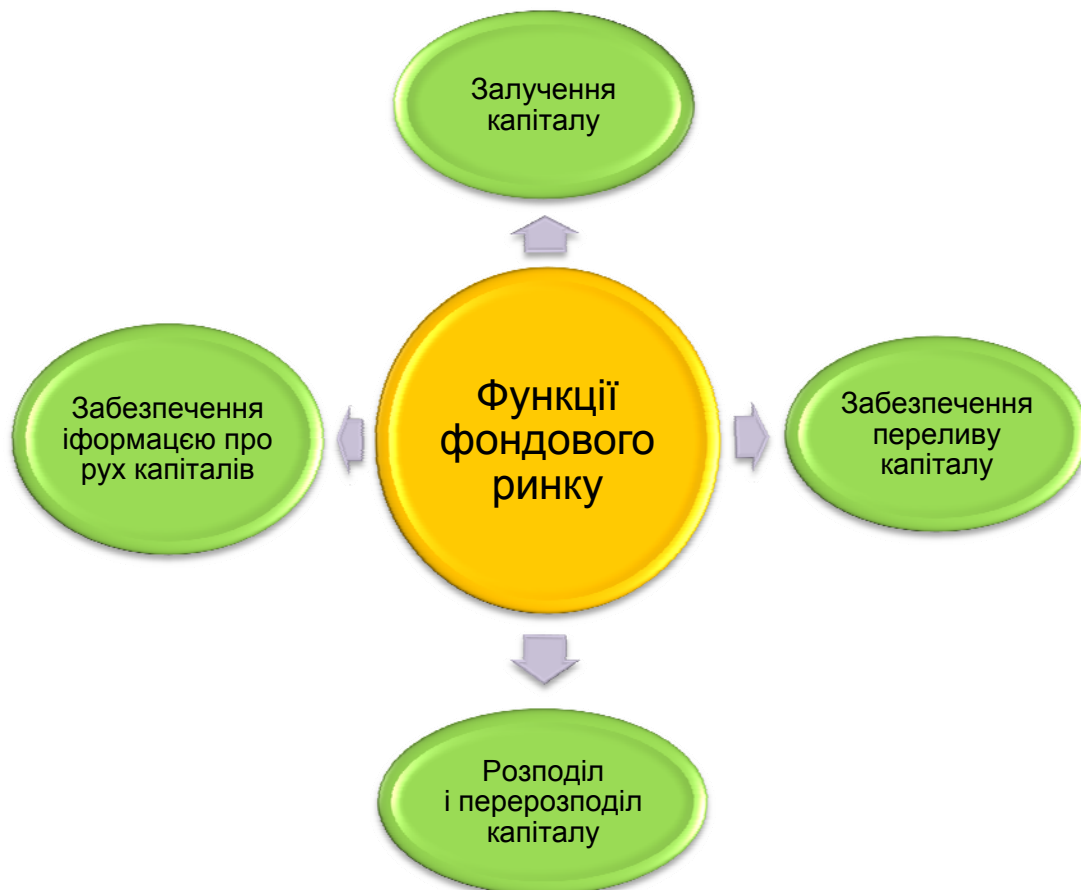 Залучення
капіталу
Забезпечення
іформацєю про
рух капіталів
Функції
фондового
ринку
Забезпечення
переливу
капіталу
Розподіл
і перерозподіл
капіталу